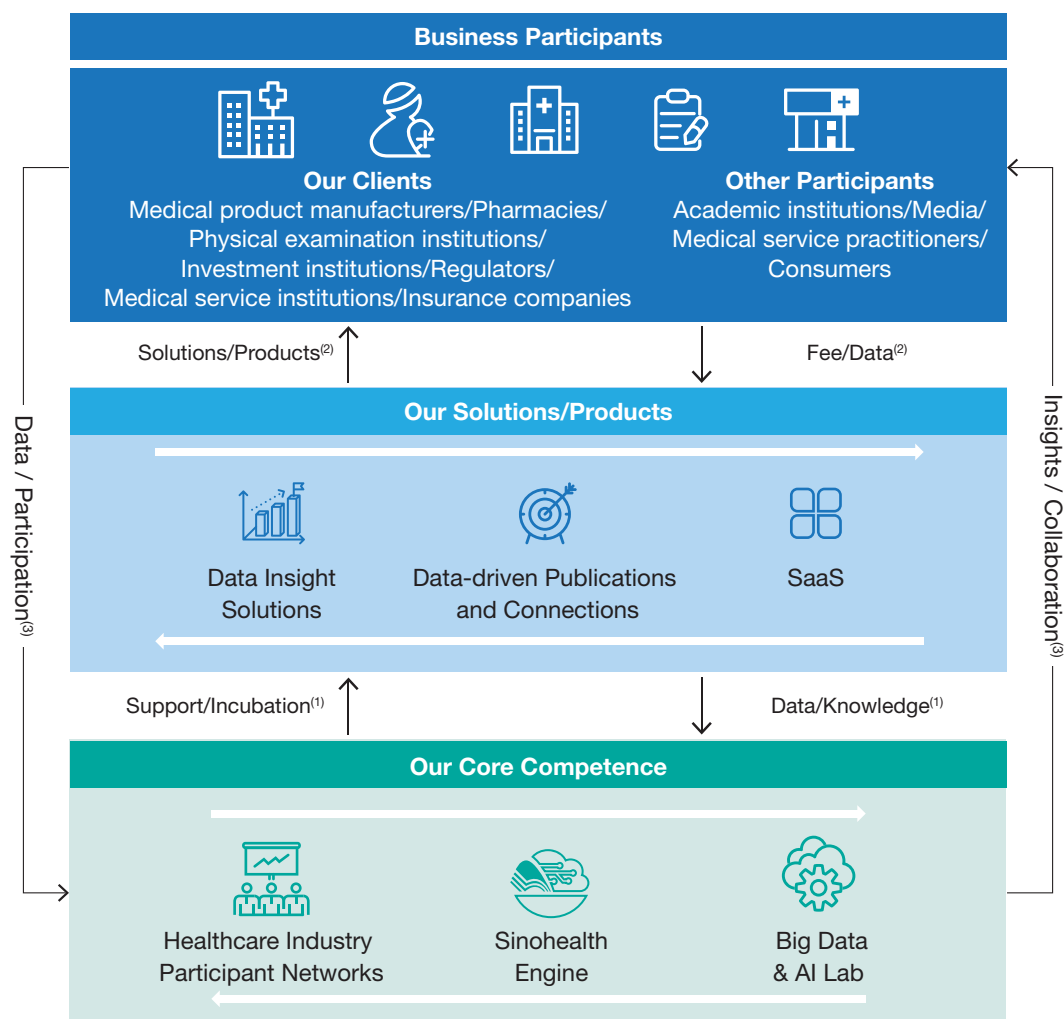 Business Participants
Our Clients
Medical product manufacturers/Pharmacies/
Physical examination institutions/
Investment institutions/Regulators/
Medical service institutions/Insurance companies
Other Participants
Academic institutions/Media/
Medical service practitioners/
Consumers
Solutions/Products(2)
Fee/Data(2)
Data / Participation(3)
Insights / Collaboration(3)
Our Solutions/Products
Data Insight
Solutions
Data-driven Publications
and Connections
SaaS
Support/Incubation(1)
Data/Knowledge(1)
Our Core Competence
Healthcare Industry
Participant Networks
Sinohealth
Engine
Big Data
& AI Lab